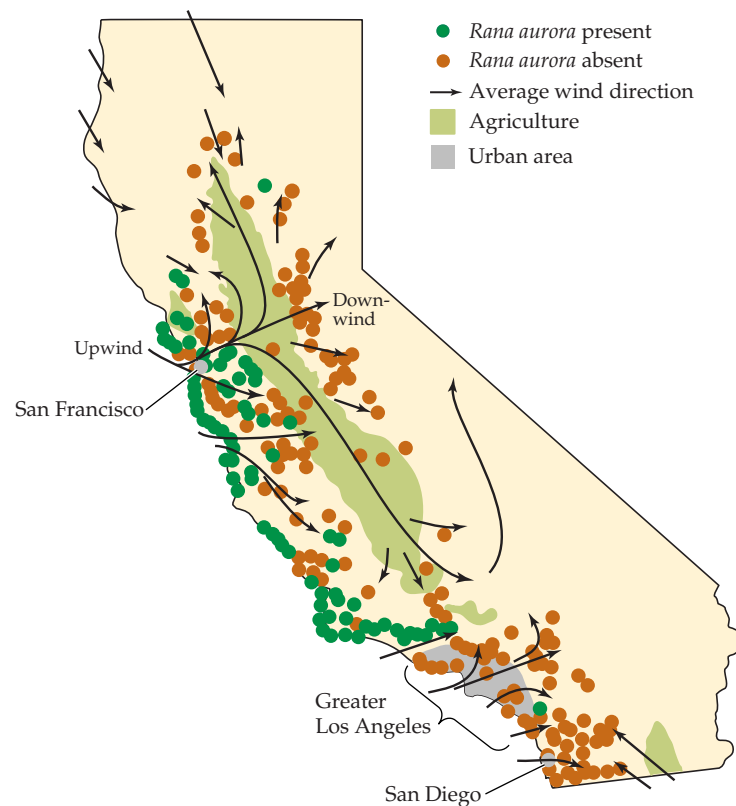 Rana aurora present
Rana aurora absent
Average wind direction
Agriculture
Urban area
Down-
wind
Upwind
San Francisco
Greater
Los Angeles
San Diego